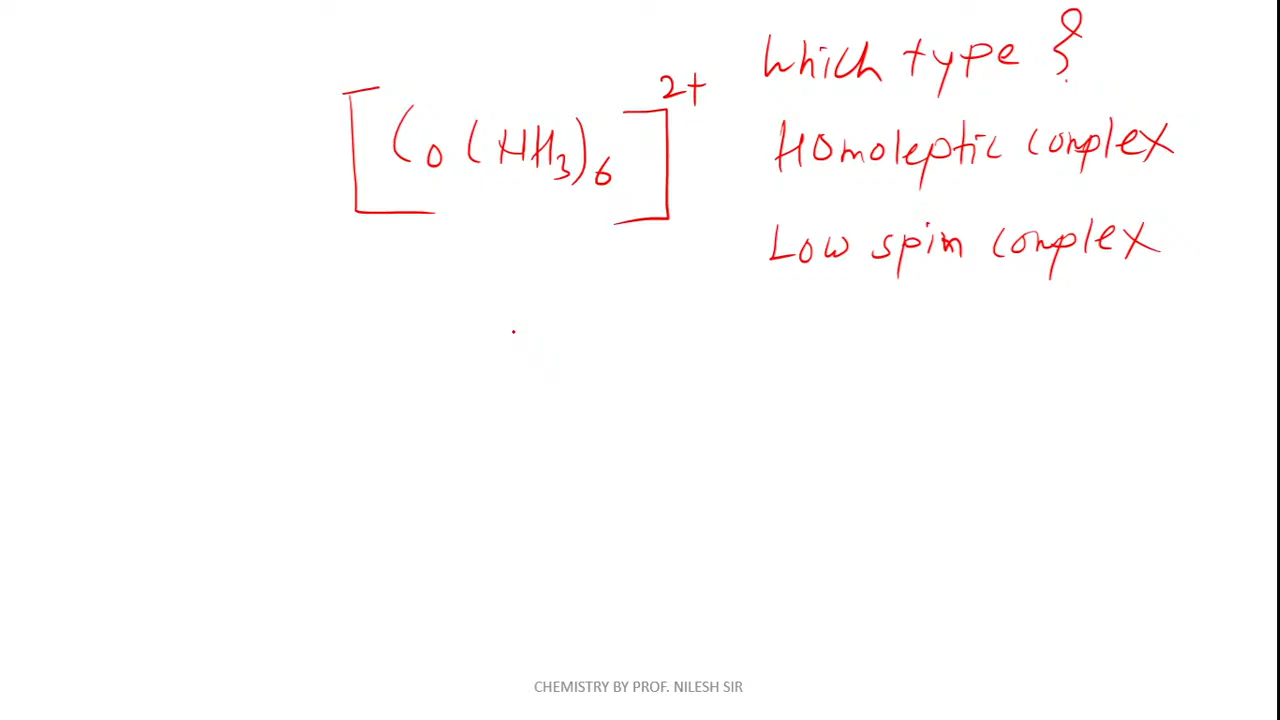 [Co(NH3)6]2+
Which type ?
Homoleptic complex
Low spin complex
CHEMISTRY BY PROF. NILESH SIR